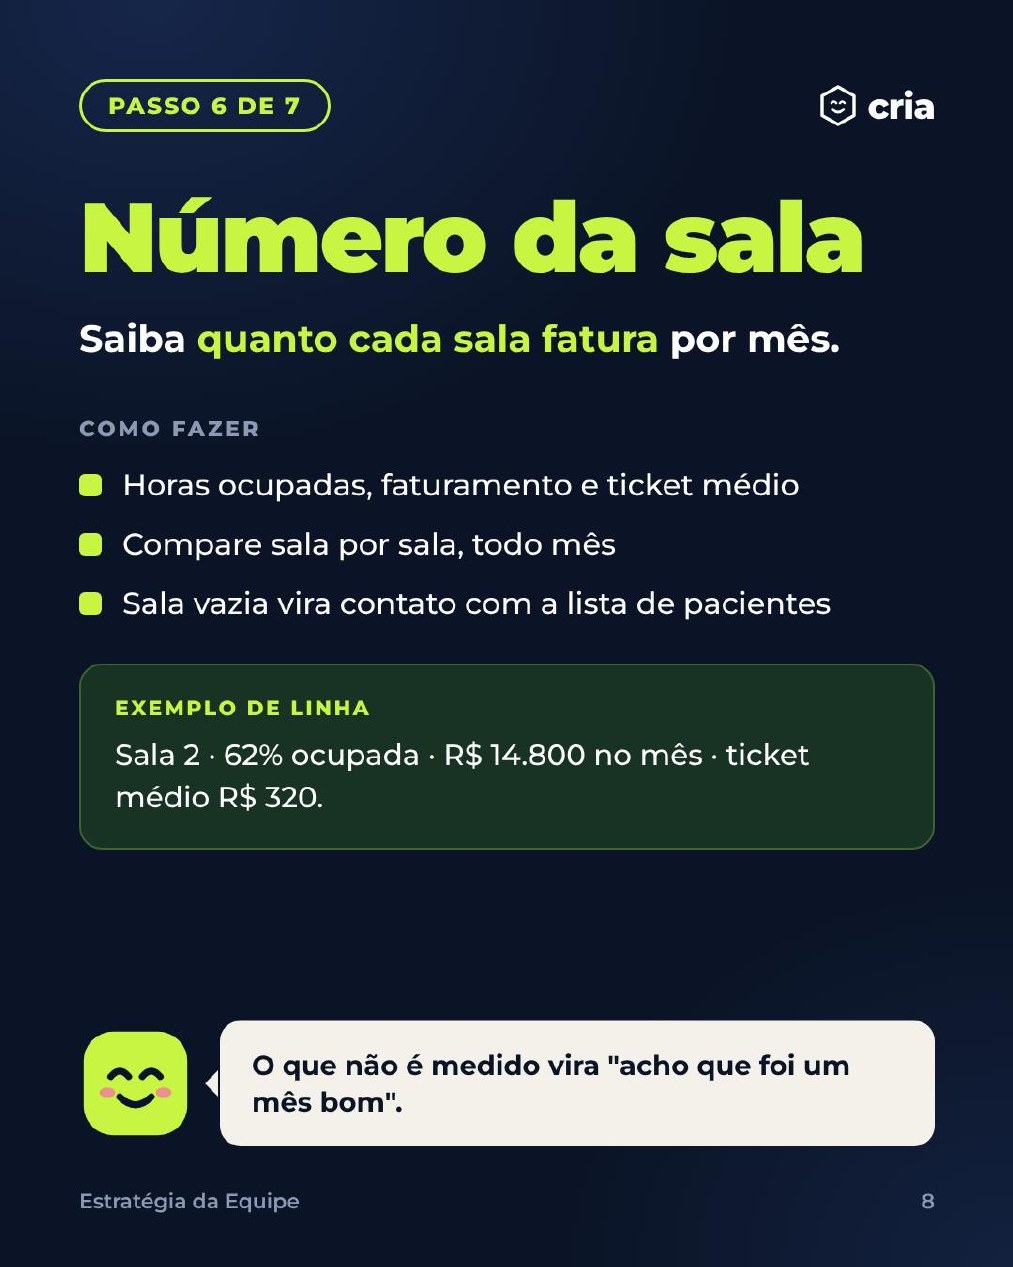 PASSO 6 DE 7
cria
Número da sala
Saiba quanto cada sala fatura por mês.
COMO FAZER
Horas ocupadas, faturamento e ticket médio
Compare sala por sala, todo mês
Sala vazia vira contato com a lista de pacientes
EXEMPLO DE LINHA
Sala 2 · 62% ocupada · R$ 14.800 no mês · ticket
médio R$ 320.
O que não é medido vira "acho que foi um
mês bom".
Estratégia da Equipe
8